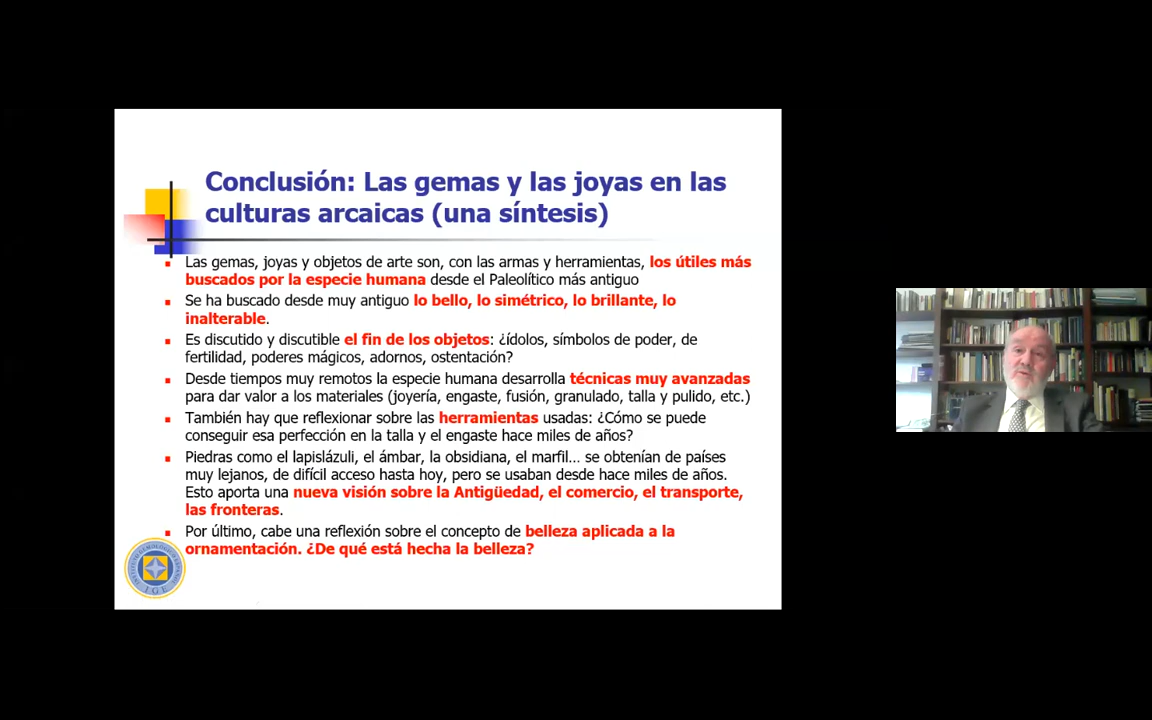 Conclusión: Las gemas y las joyas en las
culturas arcaicas (una síntesis)
Las gemas, joyas y objetos de arte son, con las armas y herramientas, los útiles más
buscados por la especie humana desde el Paleolítico más antiguo
Se ha buscado desde muy antiguo lo bello, lo simétrico, lo brillante, lo
inalterable.
Es discutido y discutible el fin de los objetos: ¿ídolos, símbolos de poder, de
fertilidad, poderes mágicos, adornos, ostentación?
Desde tiempos muy remotos la especie humana desarrolla técnicas muy avanzadas
para dar valor a los materiales (joyería, engaste, fusión, granulado, talla y pulido, etc.)
También hay que reflexionar sobre las herramientas usadas: ¿Cómo se puede
conseguir esa perfección en la talla y el engaste hace miles de años?
Piedras como el lapislázuli, el ámbar, la obsidiana, el marfil... se obtenían de países
muy lejanos, de difícil acceso hasta hoy, pero se usaban desde hace miles de años.
Esto aporta una nueva visión sobre la Antigüedad, el comercio, el transporte,
las fronteras.
Por último, cabe una reflexión sobre el concepto de belleza aplicada a la
ornamentación. ¿De qué está hecha la belleza?
INSTITUTO GEMOLÓGICO ESPAÑOL
I G E